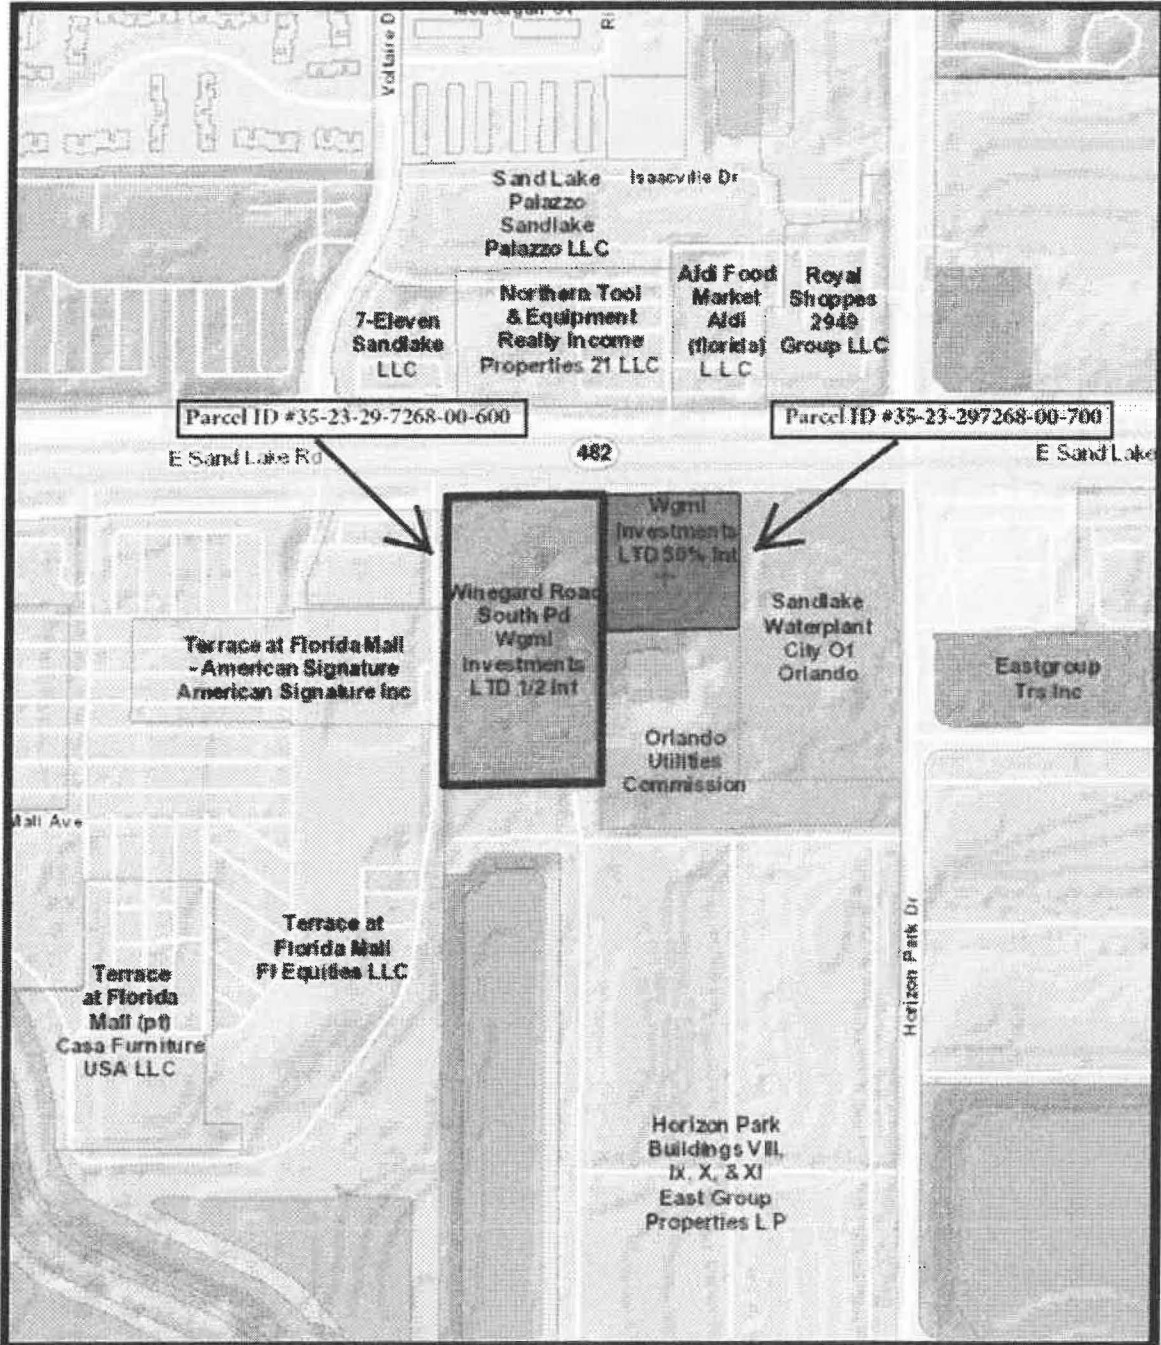 Voltaire D
Ri
Sand Lake
Palazzo
Sandlake
Palazzo LLC
Isaacville Dr
7-Eleven
Sandlake
LLC
Northern Tool
& Equipment
Realty Income
Properties 21 LLC
Aldi Food
Market
Aldi
(florida)
L L C
Royal
Shoppes
2949
Group LLC
Parcel ID #35-23-29-7268-00-600
Parcel ID #35-23-297268-00-700
E Sand Lake Rd
482
E Sand Lake
Wgml
Investments
LTD 50% Int
Winegard Road
South Pd
Wgml
Investments
LTD 1/2 Int
Sandlake
Waterplant
City Of
Orlando
Terrace at Florida Mall
- American Signature
American Signature Inc
Eastgroup
Trs Inc
Orlando
Utilities
Commission
Mall Ave
Terrace at
Florida Mall
Fl Equities LLC
Horizon Park Dr
Terrace
at Florida
Mall (pt)
Casa Furniture
USA LLC
Horizon Park
Buildings VIII,
Ix, X, & XI
East Group
Properties L P